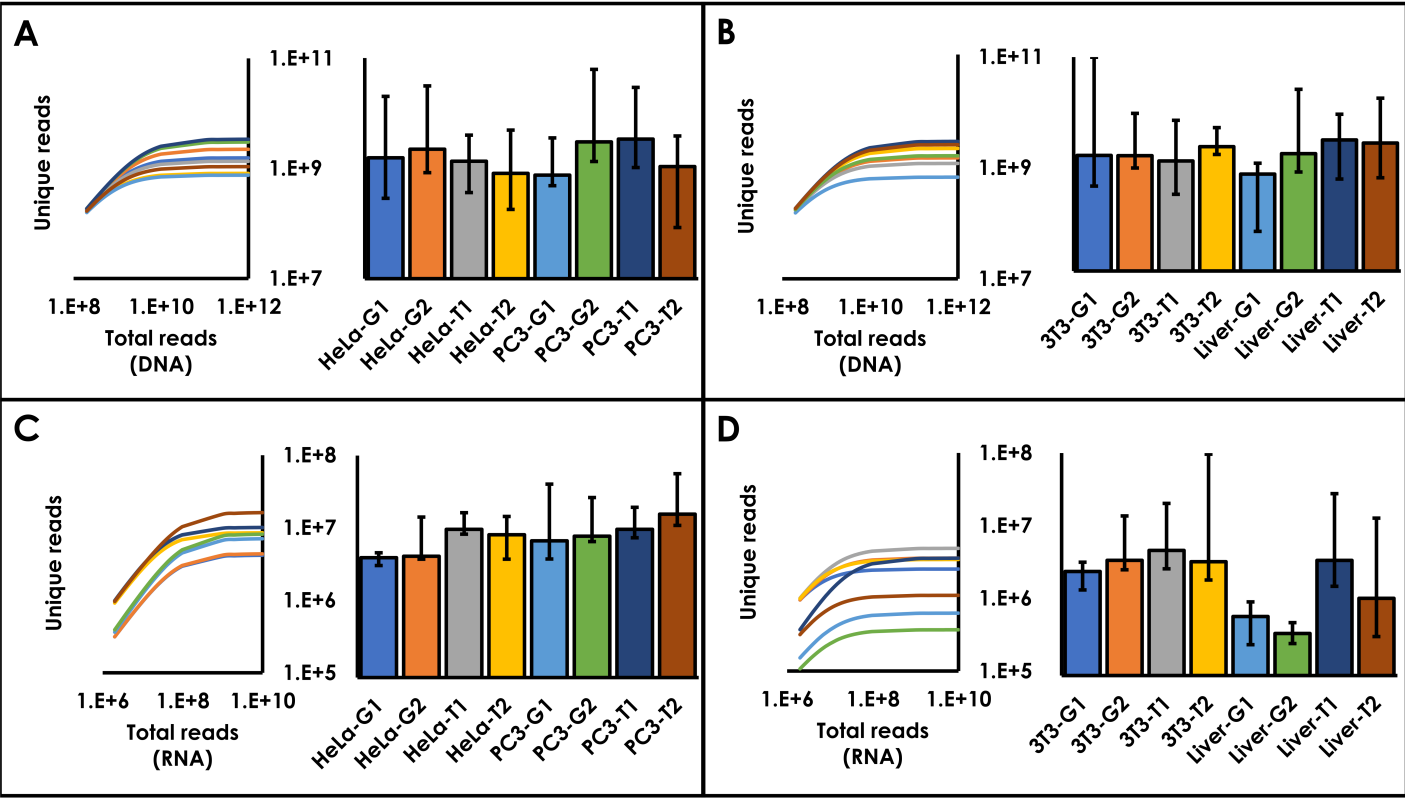 A
Unique reads
1.E+11
1.E+9
1.E+7
1.E+8
1.E+10
1.E+12
Total reads
(DNA)
HeLa-G1
HeLa-G2
HeLa-T1
HeLa-T2
PC3-G1
PC3-G2
PC3-T1
PC3-T2
B
Unique reads
1.E+11
1.E+9
1.E+7
1.E+8
1.E+10
1.E+12
Total reads
(DNA)
3T3-G1
3T3-G2
3T3-T1
3T3-T2
Liver-G1
Liver-G2
Liver-T1
Liver-T2
C
Unique reads
1.E+8
1.E+7
1.E+6
1.E+5
1.E+6
1.E+8
1.E+10
Total reads
(RNA)
HeLa-G1
HeLa-G2
HeLa-T1
HeLa-T2
PC3-G1
PC3-G2
PC3-T1
PC3-T2
D
Unique reads
1.E+8
1.E+7
1.E+6
1.E+5
1.E+6
1.E+8
1.E+10
Total reads
(RNA)
3T3-G1
3T3-G2
3T3-T1
3T3-T2
Liver-G1
Liver-G2
Liver-T1
Liver-T2